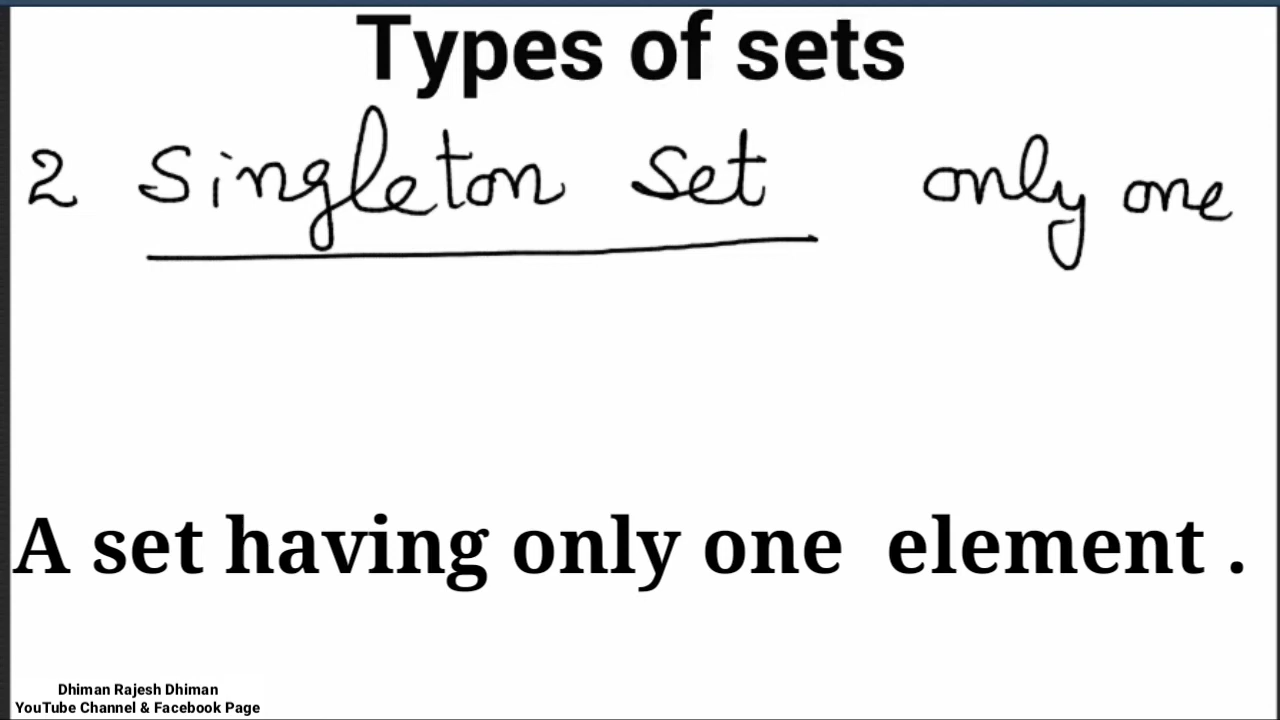 Types of sets
2 Singleton Set only one
A set having only one element .
Dhiman Rajesh Dhiman
YouTube Channel & Facebook Page